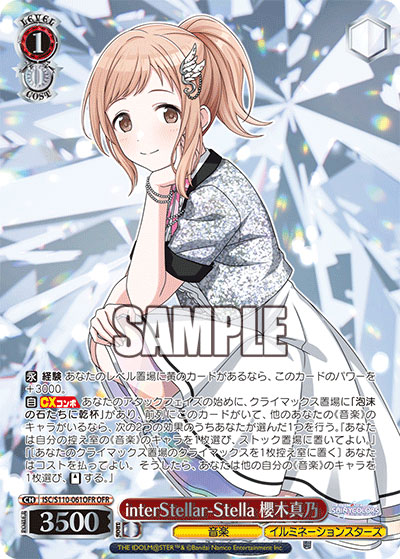 LEVEL
1
0
COST
SAMPLE
永 経験 あなたのレベル置場に黄のカードがあるなら、このカードのパワーを
+3000。
自 CXコンボ あなたのアタックフェイズの始めに、クライマックス置場に「泡沫
の石たちに乾杯」があり、前列にこのカードがいて、他のあなたの《音楽》の
キャラがいるなら、次の2つの効果のうちあなたが選んだ1つを行う。『あなた
は自分の控え室の《音楽》のキャラを1枚選び、ストック置場に置いてよい。』
『［あなたのクライマックス置場のクライマックスを1枚控え室に置く］あなた
はコストを払ってよい。そうしたら、あなたは他の自分の《音楽》のキャラを1
枚選び、
ISC/S110-061OFR OFR
3500
interStellar-Stella 櫻木真乃
SHINYCOLORS
音楽
イルミネーションスターズ
THE IDOLM@STER™& ©Bandai Namco Entertainment Inc.